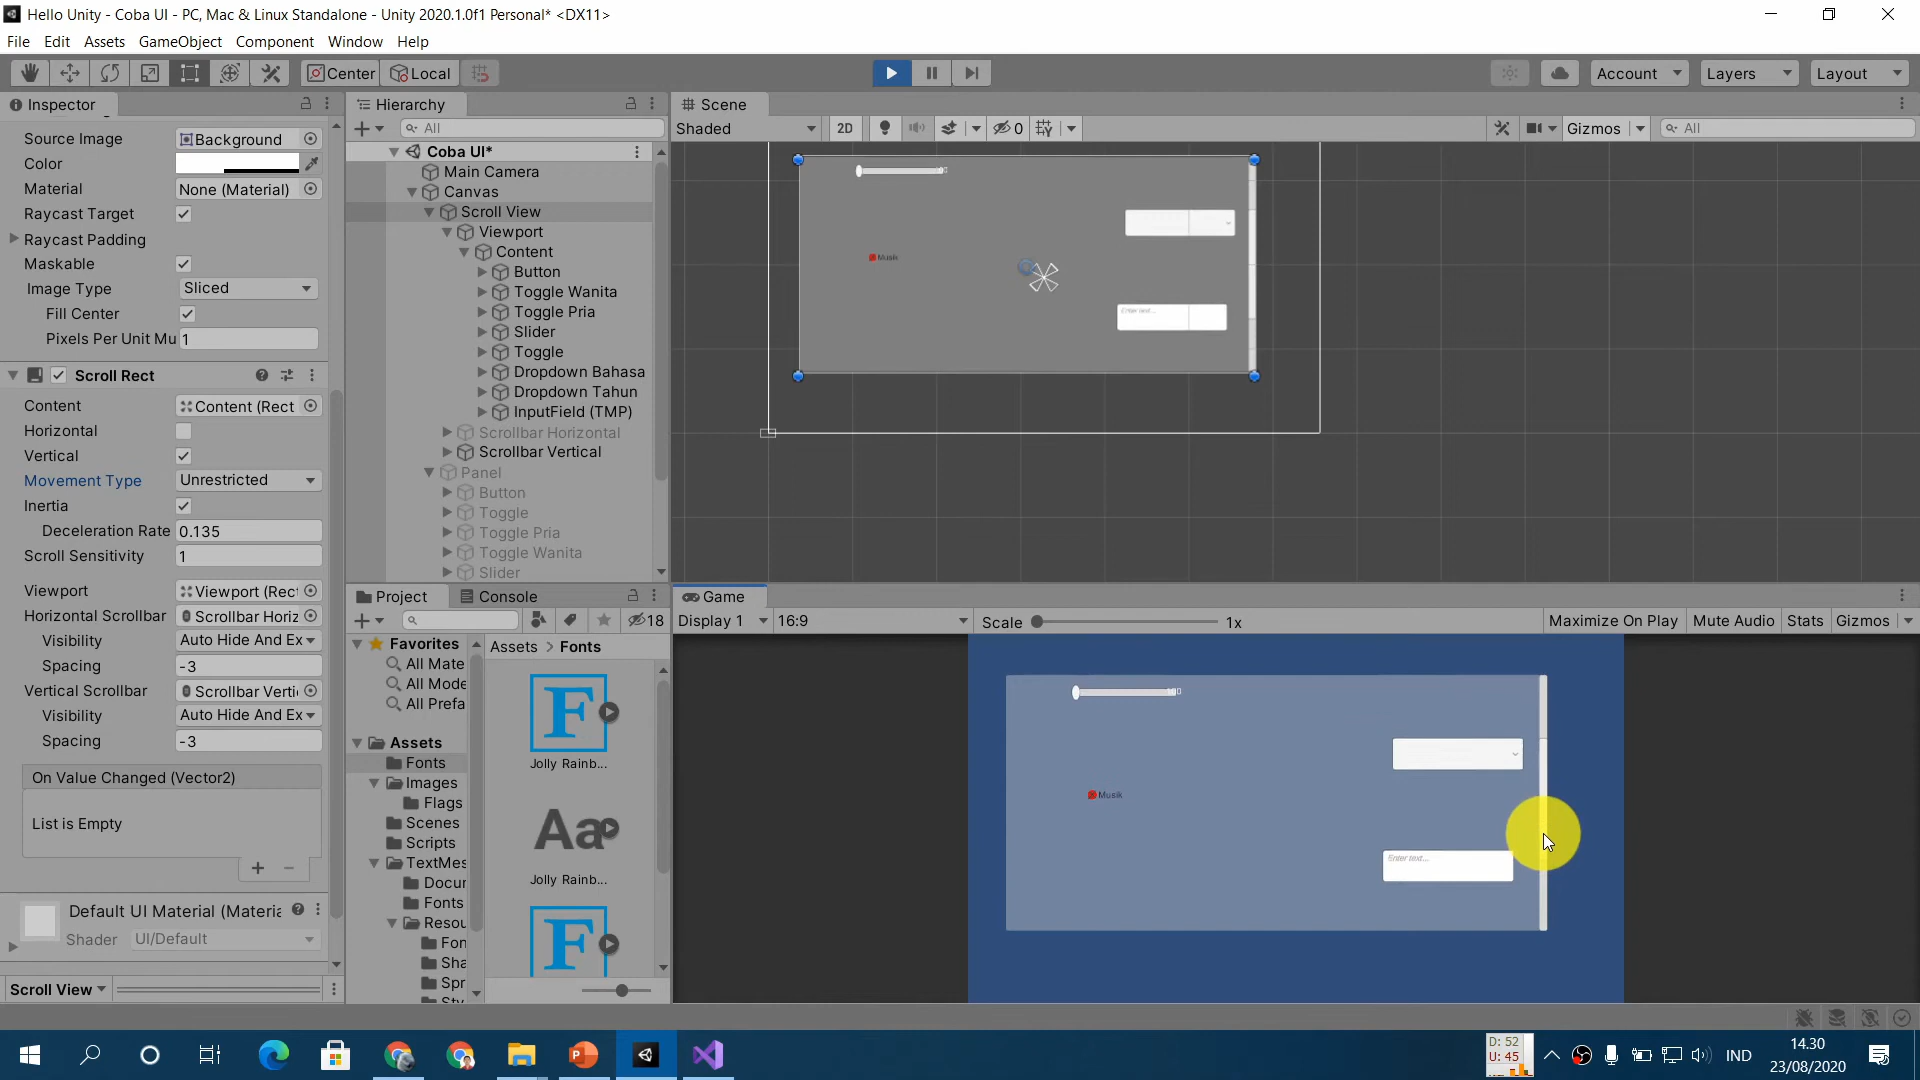 Hello Unity - Coba UI - PC, Mac & Linux Standalone - Unity 2020.1.0f1 Personal* <DX11>
File Edit Assets GameObject Component Window Help
Center Local Account Layers Layout
Inspector
Source Image Background
Color
Material None (Material)
Raycast Target
Raycast Padding
Maskable
Image Type Sliced
Fill Center
Pixels Per Unit Mu 1
Scroll Rect
Content Content (Rect
Horizontal
Vertical
Movement Type Unrestricted
Inertia
Deceleration Rate 0.135
Scroll Sensitivity 1
Viewport Viewport (Rect
Horizontal Scrollbar Scrollbar Horiz
Visibility Auto Hide And Ex
Spacing -3
Vertical Scrollbar Scrollbar Verti
Visibility Auto Hide And Ex
Spacing -3
On Value Changed (Vector2)
List is Empty
Default UI Material (Materia
Shader UI/Default
Scroll View
Hierarchy
All
Coba UI*
Main Camera
Canvas
Scroll View
Viewport
Content
Button
Toggle Wanita
Toggle Pria
Slider
Toggle
Dropdown Bahasa
Dropdown Tahun
InputField (TMP)
Scrollbar Horizontal
Scrollbar Vertical
Panel
Button
Toggle
Toggle Pria
Toggle Wanita
Slider
Project Console
18
Favorites
All Mate
All Mode
All Prefa
Assets
Fonts
Images
Flags
Scenes
Scripts
TextMes
Docur
Fonts
Resou
Fon
Sha
Spr
Sty
Assets > Fonts
F
Jolly Rainb...
Aa
Jolly Rainb...
F
Scene
Shaded 2D 0 Gizmos All
Musik
Enter text...
Game
Display 1 16:9 Scale 1x Maximize On Play Mute Audio Stats Gizmos
Musik
Enter text...
D: 52
U: 45
IND
14.30
23/08/2020